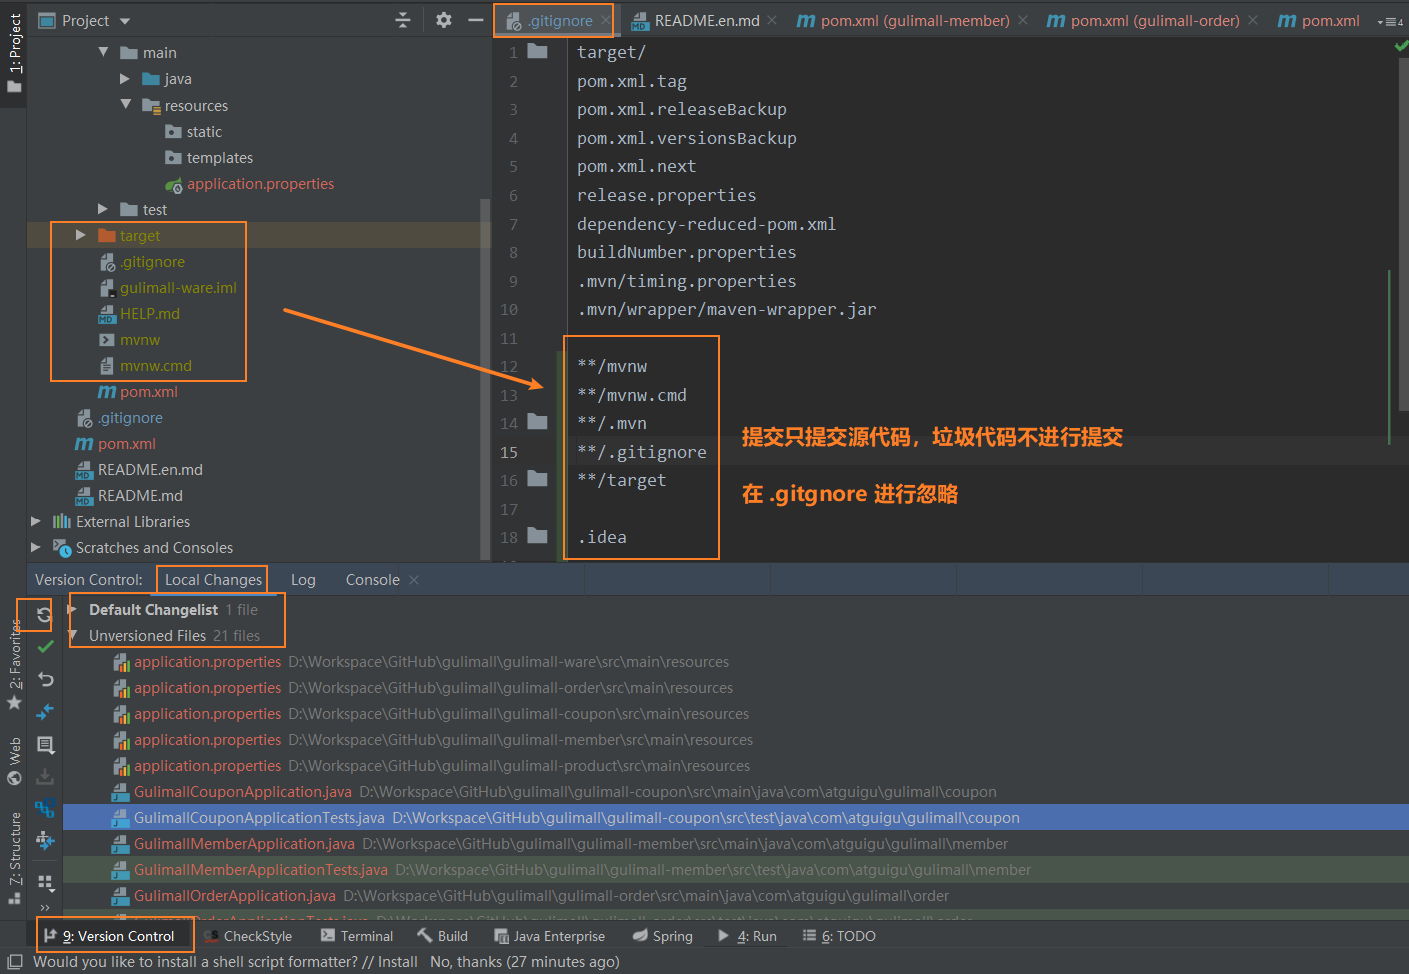 1: Project
Project
main
java
resources
static
templates
application.properties
test
target
.gitignore
gulimall-ware.iml
HELP.md
mvnw
mvnw.cmd
pom.xml
.gitignore
pom.xml
README.en.md
README.md
External Libraries
Scratches and Consoles
.gitignore
README.en.md
pom.xml (gulimall-member)
pom.xml (gulimall-order)
pom.xml
4
1 target/
2 pom.xml.tag
3 pom.xml.releaseBackup
4 pom.xml.versionsBackup
5 pom.xml.next
6 release.properties
7 dependency-reduced-pom.xml
8 buildNumber.properties
9 .mvn/timing.properties
10 .mvn/wrapper/maven-wrapper.jar
11
12 **/mvnw
13 **/mvnw.cmd
14 **/.mvn
15 **/.gitignore
16 **/target
17
18 .idea
提交只提交源代码，垃圾代码不进行提交
在 .gitgnore 进行忽略
Version Control:
Local Changes
Log
Console
2: Favorites
Web
Z: Structure
Default Changelist 1 file
Unversioned Files 21 files
application.properties D:\Workspace\GitHub\gulimall\gulimall-ware\src\main\resources
application.properties D:\Workspace\GitHub\gulimall\gulimall-order\src\main\resources
application.properties D:\Workspace\GitHub\gulimall\gulimall-coupon\src\main\resources
application.properties D:\Workspace\GitHub\gulimall\gulimall-member\src\main\resources
application.properties D:\Workspace\GitHub\gulimall\gulimall-product\src\main\resources
GulimallCouponApplication.java D:\Workspace\GitHub\gulimall\gulimall-coupon\src\main\java\com\atguigu\gulimall\coupon
GulimallCouponApplicationTests.java D:\Workspace\GitHub\gulimall\gulimall-coupon\src\test\java\com\atguigu\gulimall\coupon
GulimallMemberApplication.java D:\Workspace\GitHub\gulimall\gulimall-member\src\main\java\com\atguigu\gulimall\member
GulimallMemberApplicationTests.java D:\Workspace\GitHub\gulimall\gulimall-member\src\test\java\com\atguigu\gulimall\member
GulimallOrderApplication.java D:\Workspace\GitHub\gulimall\gulimall-order\src\main\java\com\atguigu\gulimall\order
9: Version Control
CheckStyle
Terminal
Build
Java Enterprise
Spring
4: Run
6: TODO
Would you like to install a shell script formatter? // Install No, thanks (27 minutes ago)